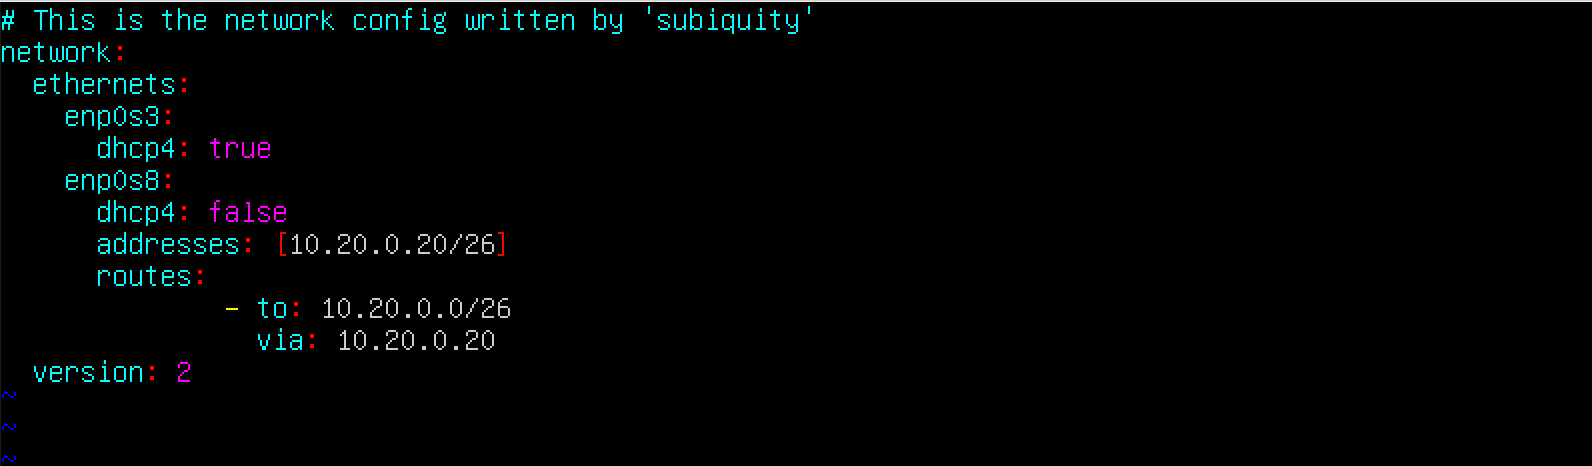 # This is the network config written by 'subiquity'
network:
  ethernets:
    enp0s3:
      dhcp4: true
    enp0s8:
      dhcp4: false
      addresses: [10.20.0.20/26]
      routes:
              - to: 10.20.0.0/26
                via: 10.20.0.20
  version: 2
~
~
~